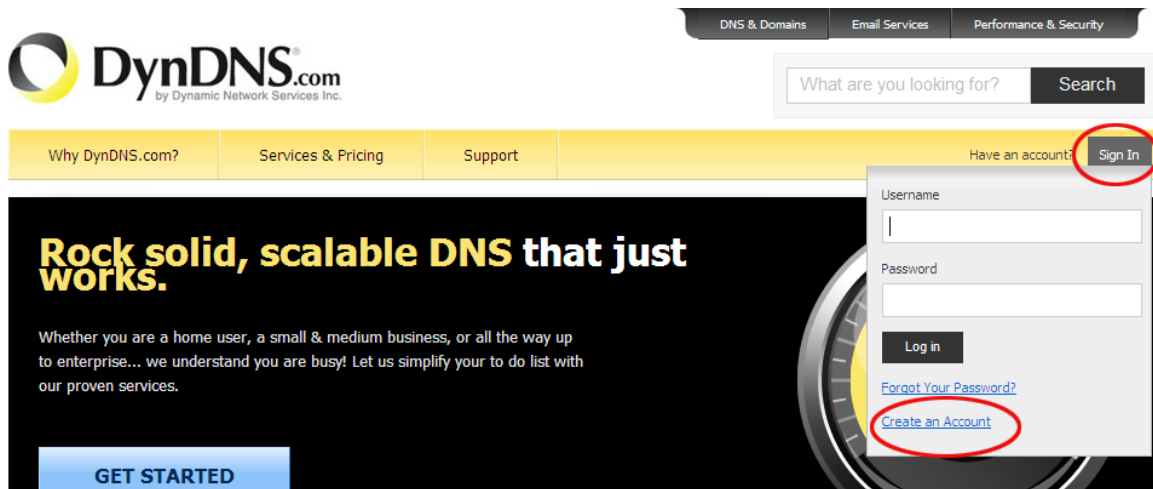 DNS & Domains Email Services Performance & Security
DynDNS®.com
by Dynamic Network Services Inc.
What are you looking for? Search
Why DynDNS.com? Services & Pricing Support Have an account? Sign In
Username
Password
Log in
Forgot Your Password?
Create an Account
Rock solid, scalable DNS that just
works.
Whether you are a home user, a small & medium business, or all the way up
to enterprise... we understand you are busy! Let us simplify your to do list with
our proven services.
GET STARTED